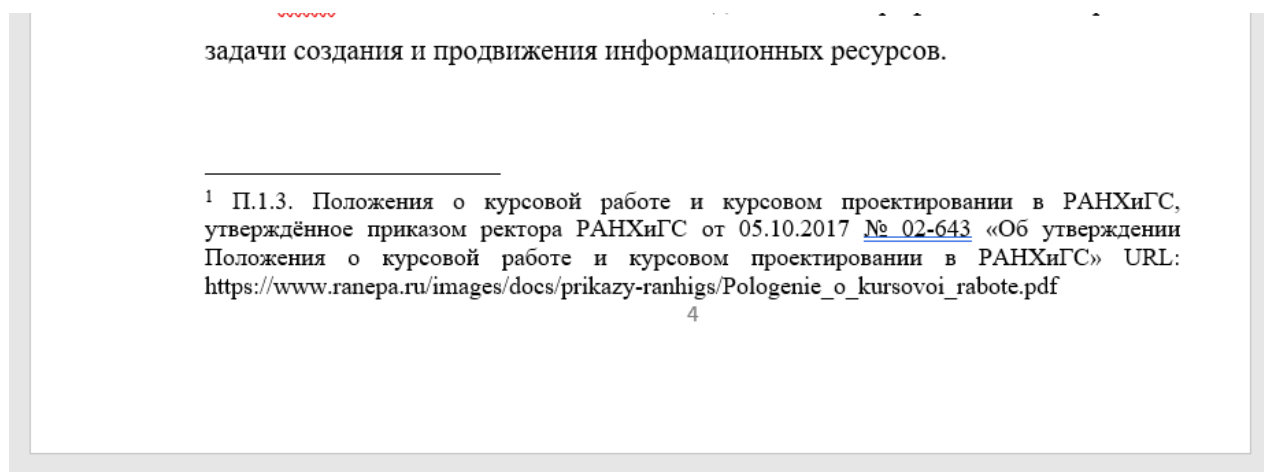 задачи создания и продвижения информационных ресурсов.
1 П.1.3. Положения о курсовой работе и курсовом проектировании в РАНХиГС,
утверждённое приказом ректора РАНХиГС от 05.10.2017 № 02-643 «Об утверждении
Положения о курсовой работе и курсовом проектировании в РАНХиГС» URL:
https://www.ranepa.ru/images/docs/prikazy-ranhigs/Pologenie_o_kursovoi_rabote.pdf
4